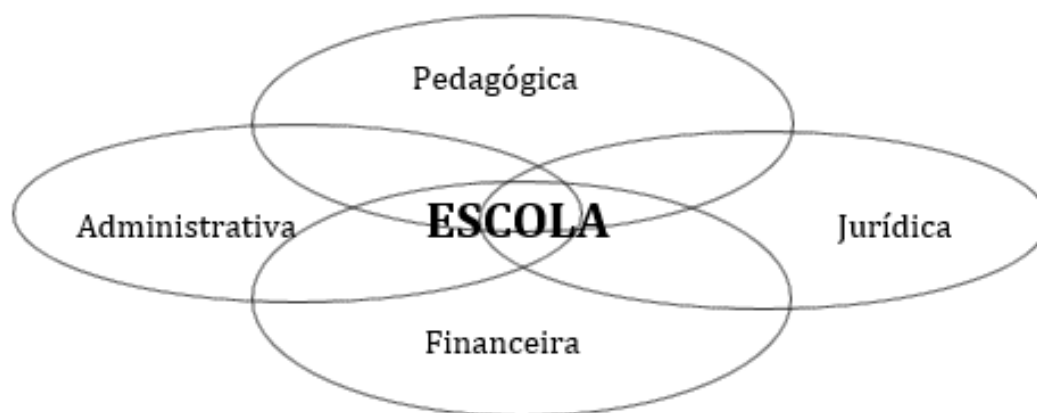 Pedagógica
Administrativa
ESCOLA
Jurídica
Financeira